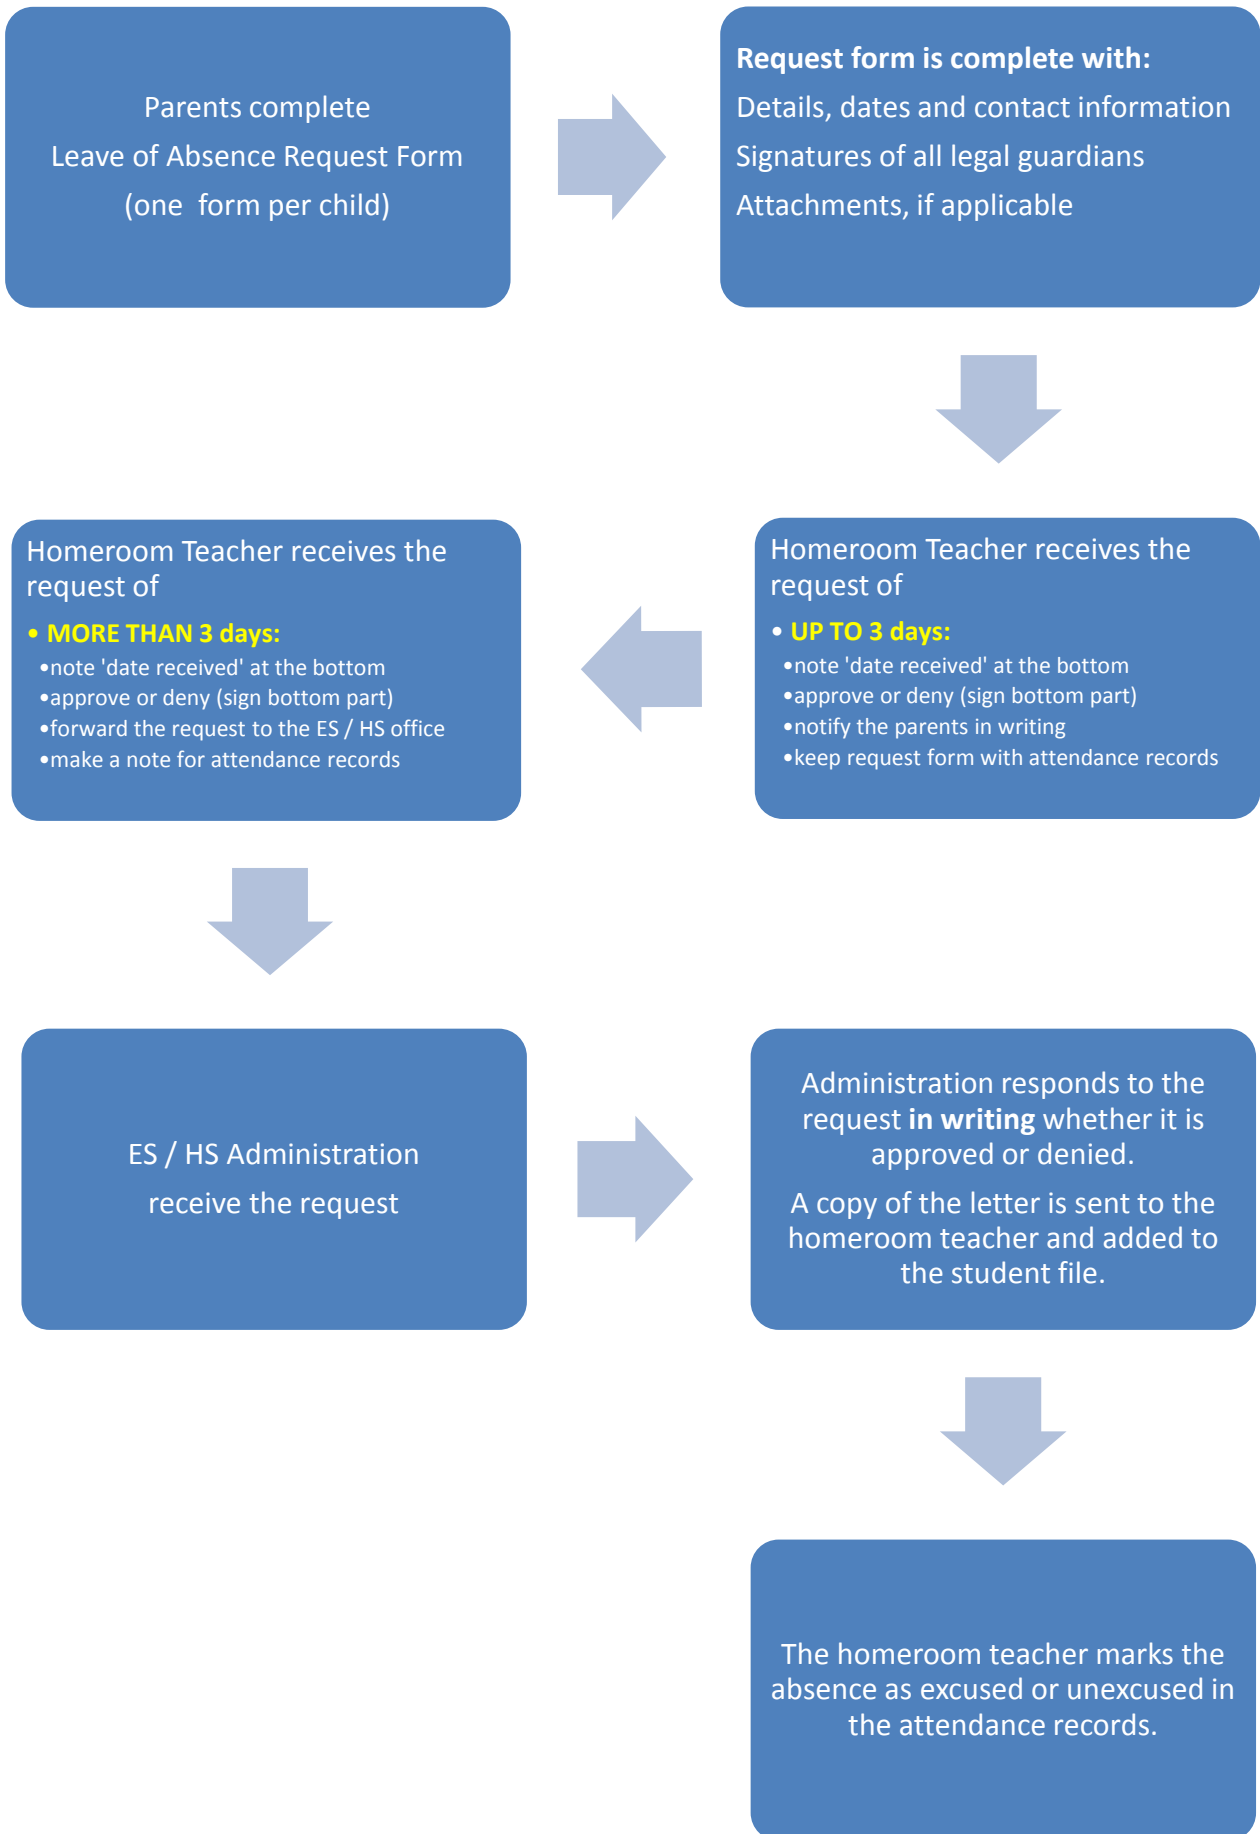 Parents complete
Leave of Absence Request Form
(one form per child)
Request form is complete with:
Details, dates and contact information
Signatures of all legal guardians
Attachments, if applicable
Homeroom Teacher receives the
request of
• UP TO 3 days:
•note 'date received' at the bottom
•approve or deny (sign bottom part)
•notify the parents in writing
•keep request form with attendance records
Homeroom Teacher receives the
request of
• MORE THAN 3 days:
•note 'date received' at the bottom
•approve or deny (sign bottom part)
•forward the request to the ES / HS office
•make a note for attendance records
ES / HS Administration
receive the request
Administration responds to the
request in writing whether it is
approved or denied.
A copy of the letter is sent to the
homeroom teacher and added to
the student file.
The homeroom teacher marks the
absence as excused or unexcused in
the attendance records.